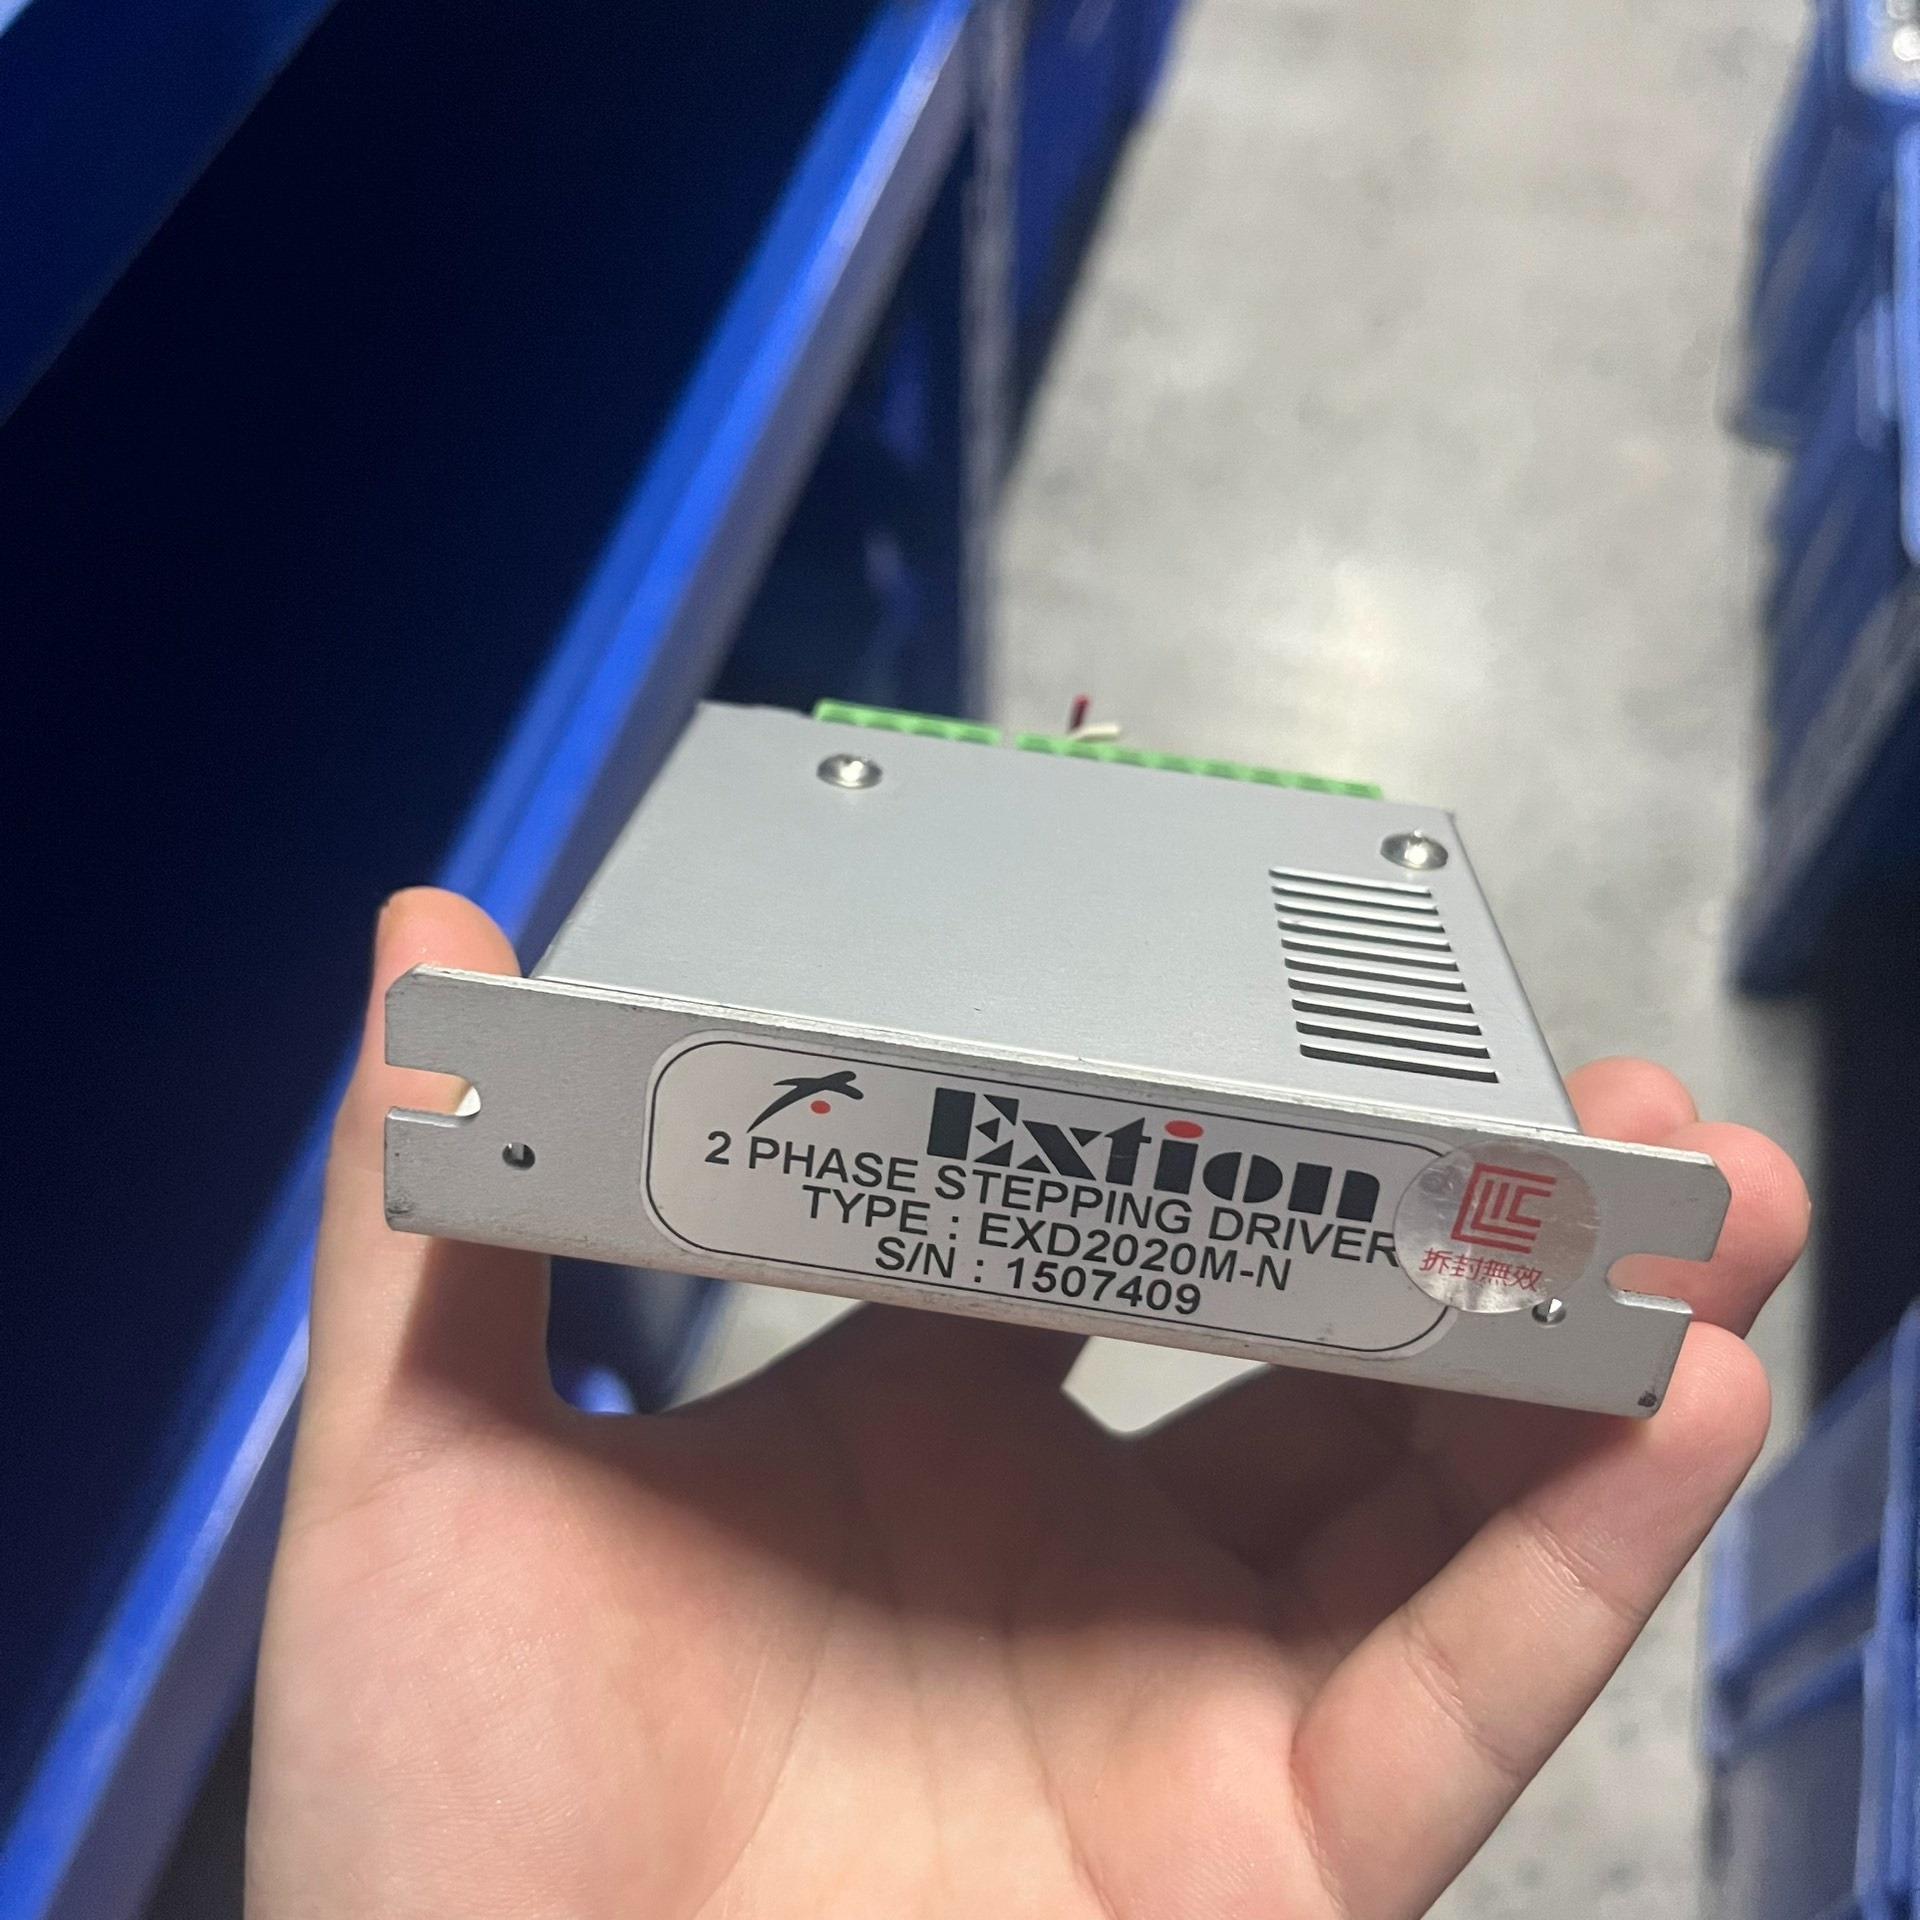 Extion
2 PHASE STEPPING DRIVER
TYPE : EXD2020M-N
S/N : 1507409
拆封無效